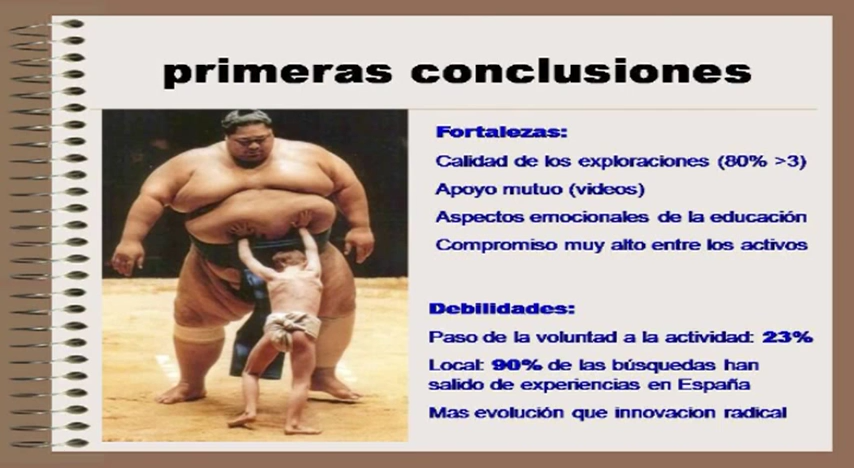 primeras conclusiones
Fortalezas:
Calidad de los exploraciones (80% >3)
Apoyo mutuo (videos)
Aspectos emocionales de la educación
Compromiso muy alto entre los activos
Debilidades:
Paso de la voluntad a la actividad: 23%
Local: 90% de las búsquedas han
salido de experiencias en España
Mas evolución que innovacion radical